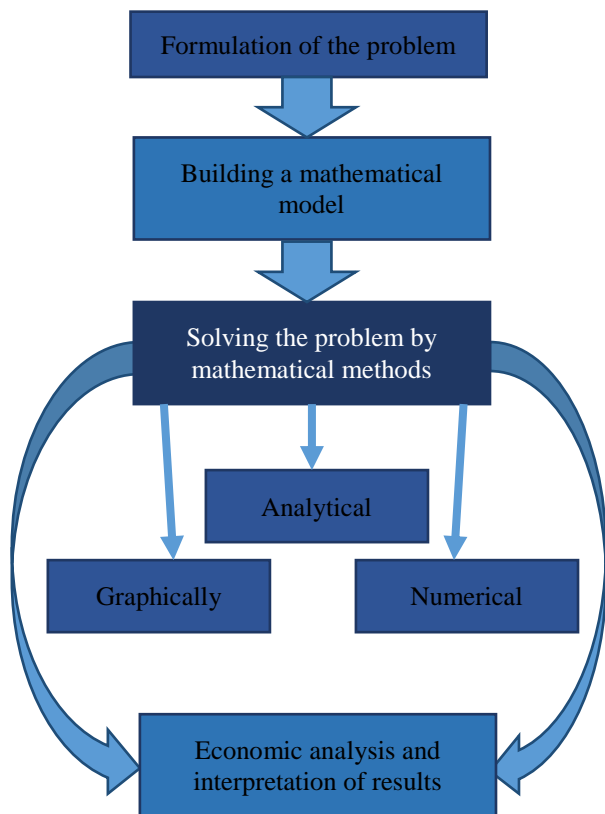 Formulation of the problem
Building a mathematical
model
Solving the problem by
mathematical methods
Analytical
Graphically
Numerical
Economic analysis and
interpretation of results